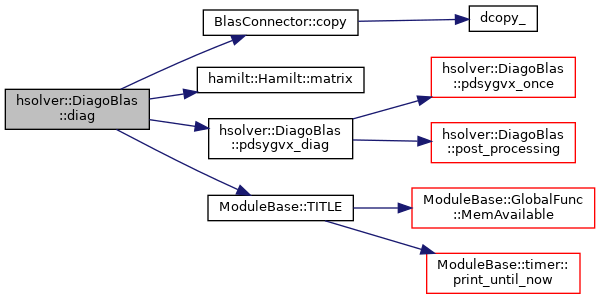 hsolver::DiagoBlas
::diag
BlasConnector::copy
dcopy_
hamilt::Hamilt::matrix
hsolver::DiagoBlas
::pdsygvx_diag
hsolver::DiagoBlas
::pdsygvx_once
hsolver::DiagoBlas
::post_processing
ModuleBase::TITLE
ModuleBase::GlobalFunc
::MemAvailable
ModuleBase::timer::
print_until_now